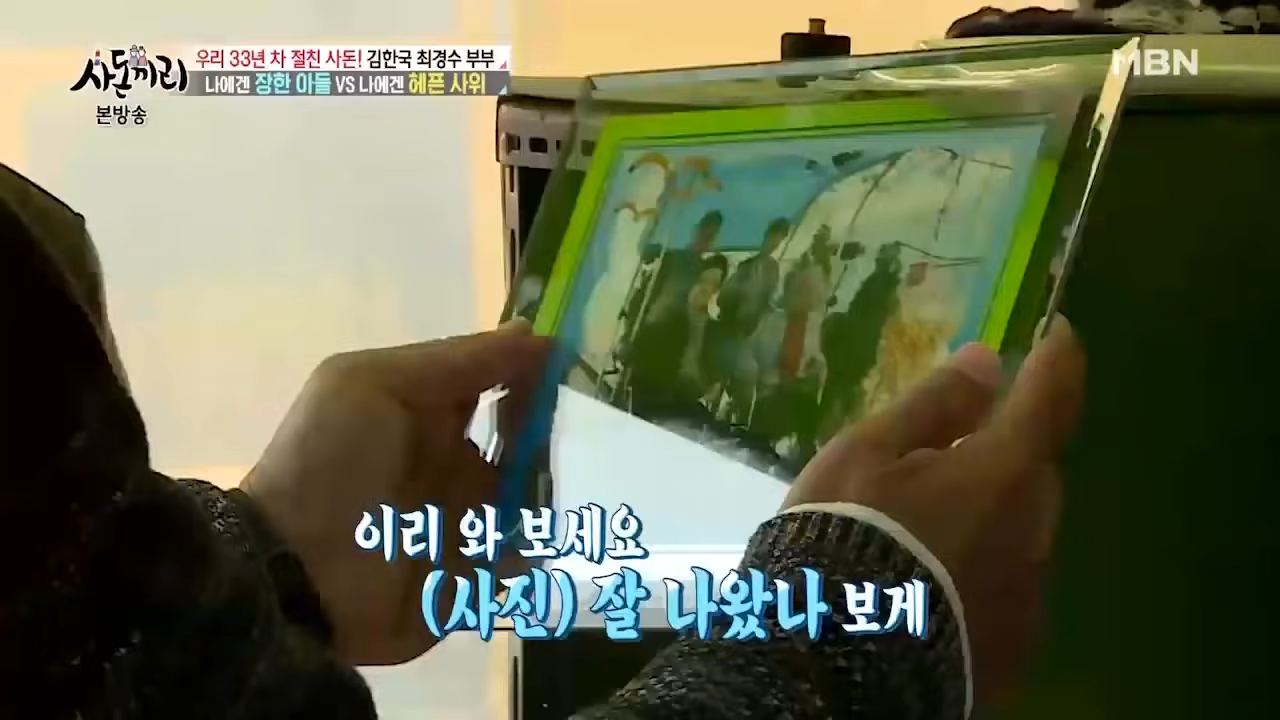 사돈끼리
본방송
우리 33년 차 절친 사돈! 김한국 최경수 부부
나에겐 장한 아들 VS 나에겐 헤픈 사위
MBN
이리 와 보세요
(사진) 잘 나왔나 보게